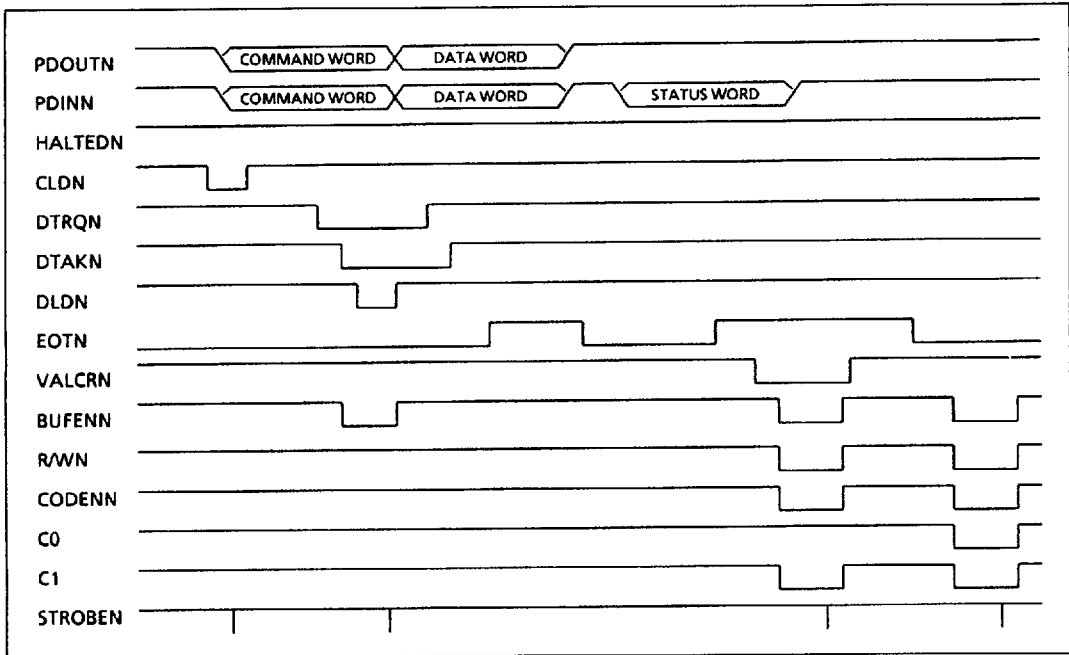 PDOUTN COMMAND WORD DATA WORD
PDINN COMMAND WORD DATA WORD STATUS WORD
HALTEDN
CLDN
DTRQN
DTAKN
DLDN
EOTN
VALCRN
BUFENN
R/WN
CODENN
C0
C1
STROBEN